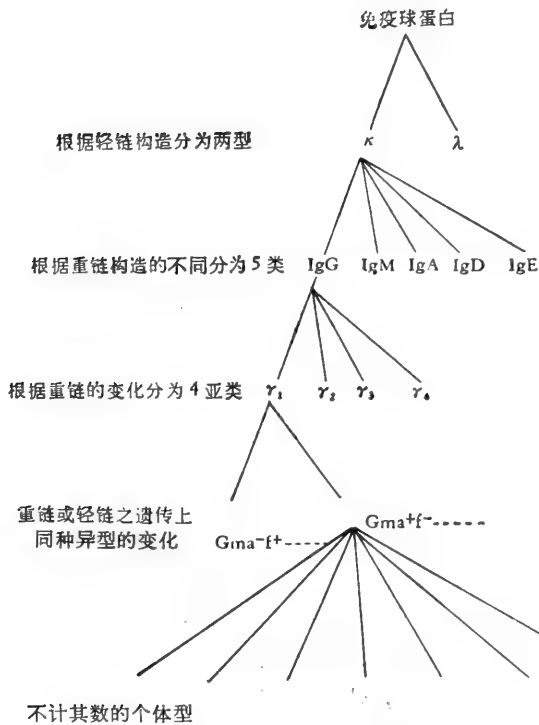 免疫球蛋白
根据轻链构造分为两型 κ λ
根据重链构造的不同分为5类 IgG IgM IgA IgD IgE
根据重链的变化分为4亚类 γ₁ γ₂ γ₃ γ₄
重链或轻链之遗传上
同种异型的变化
Gma⁻f⁺-----
Gma⁺f⁻-----
不计其数的个体型